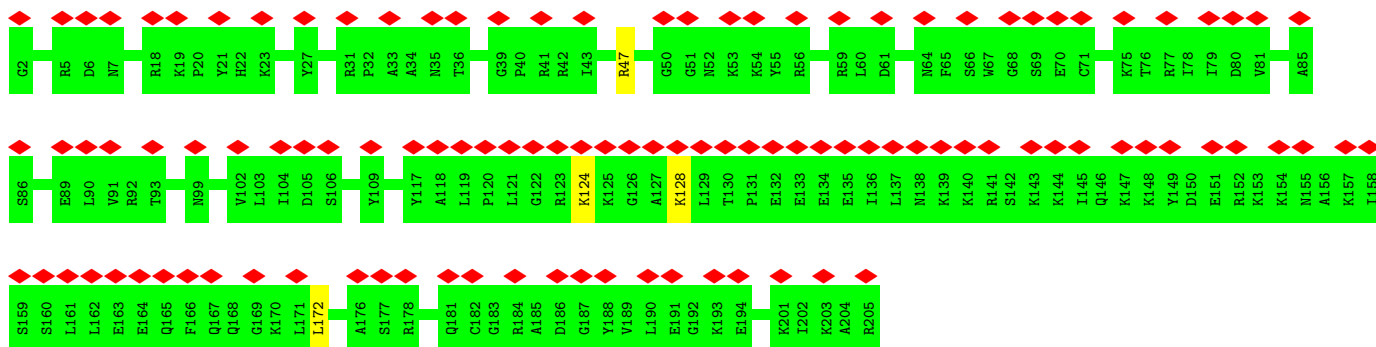 G2 R5 D6 N7 R18 K19 P20 Y21 H22 K23 Y27 R31 P32 A33 A34 N35 T36 G39 P40 R41 R42 I43 R47 G50 G51 N52 K53 K54 Y55 R56 R59 L60 D61 N64 F65 S66 W67 G68 S69 E70 C71 K75 T76 R77 I78 I79 D80 V81 A85
S86 E89 L90 V91 R92 T93 N99 V102 L103 I104 D105 S106 Y109 Y117 A118 L119 P120 L121 G122 R123 K124 K125 G126 A127 K128 L129 T130 P131 E132 E133 E134 E135 I136 L137 N138 K139 K140 R141 S142 K143 K144 I145 Q146 K147 K148 Y149 D150 E151 R152 K153 K154 N155 A156 K157 I158
S159 S160 L161 L162 E163 E164 Q165 F166 Q167 Q168 G169 K170 L171 L172 A176 S177 R178 Q181 C182 G183 R184 A185 D186 G187 Y188 V189 L190 E191 G192 K193 E194 K201 I202 K203 A204 R205